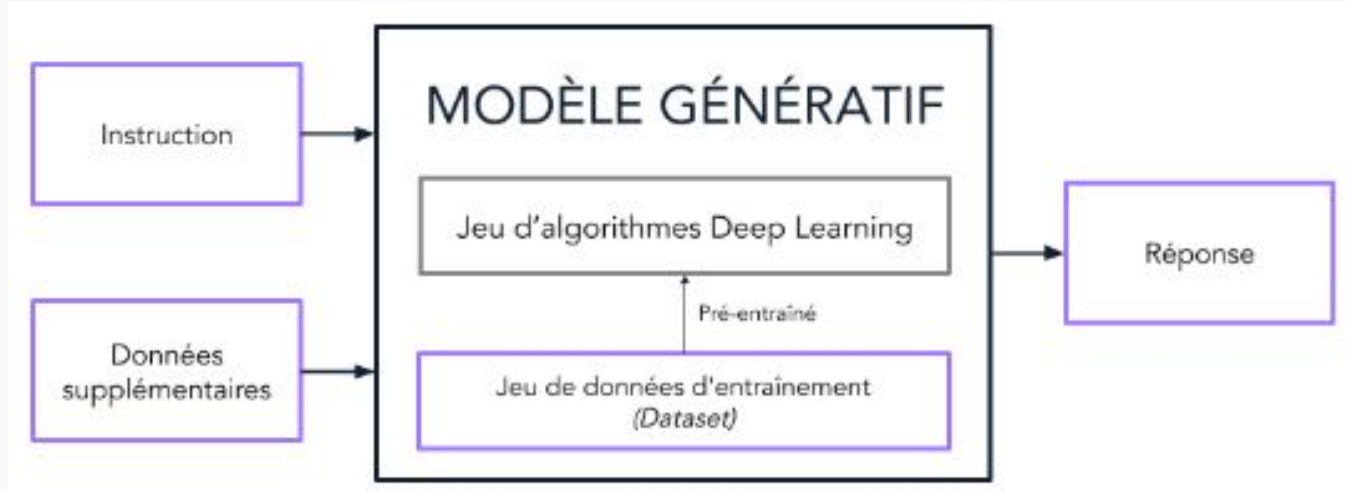 Instruction
Données
supplémentaires
MODÈLE GÉNÉRATIF
Jeu d'algorithmes Deep Learning
Pré-entraîné
Jeu de données d'entraînement
(Dataset)
Réponse